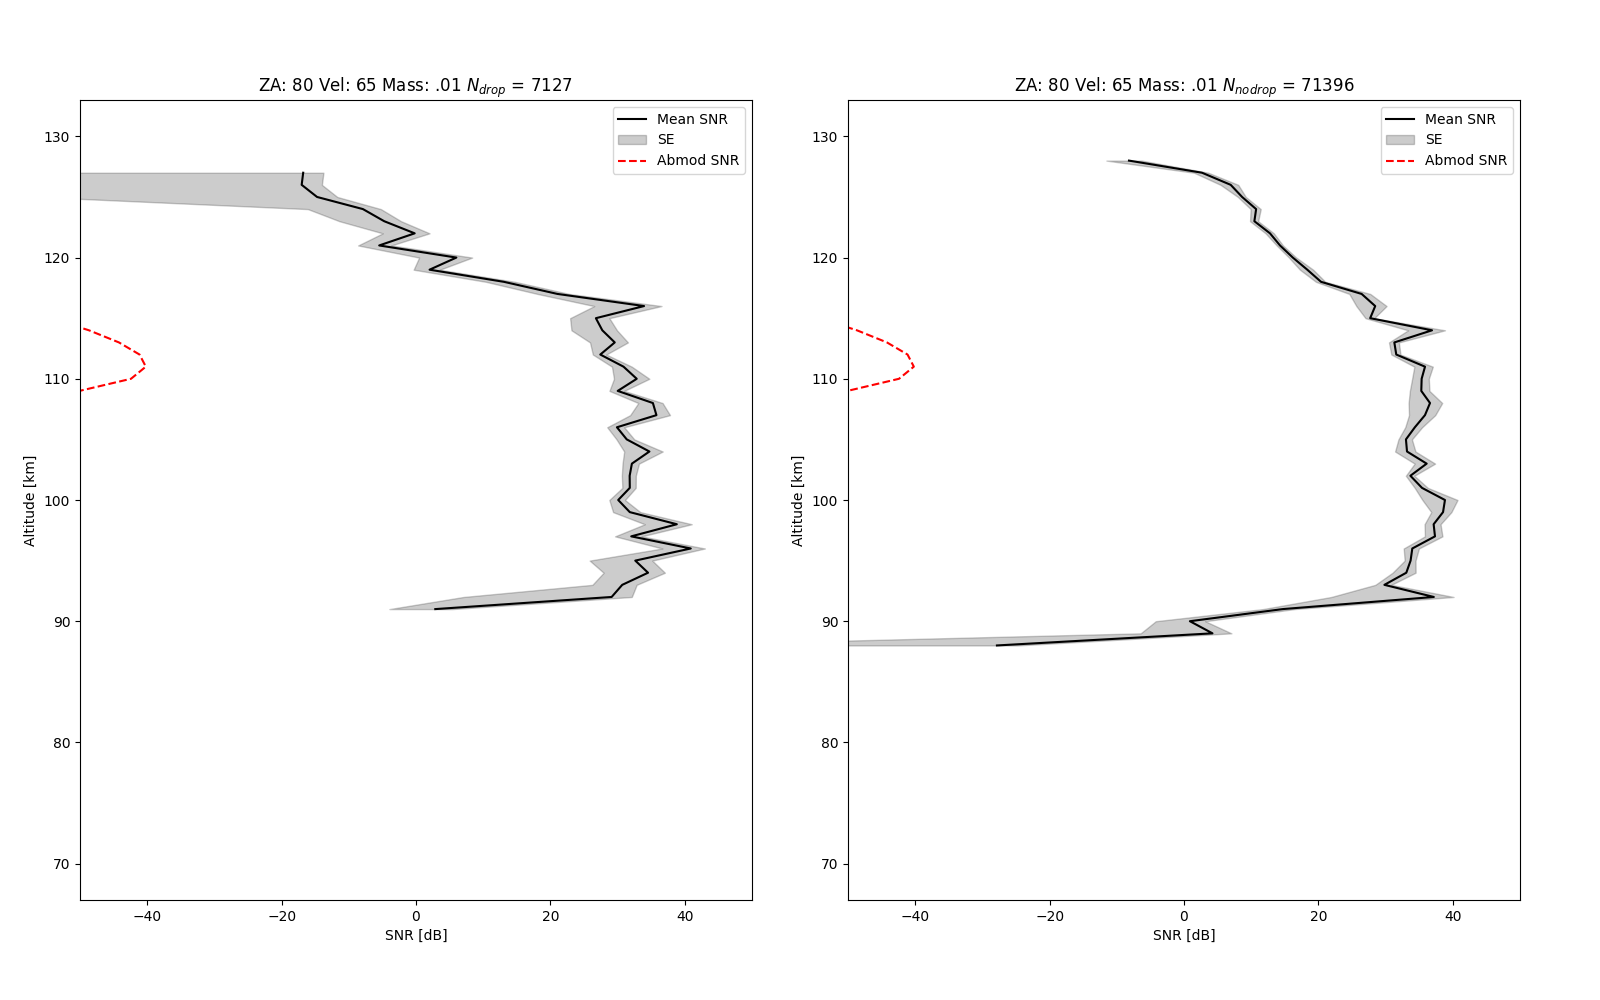 ZA: 80 Vel: 65 Mass: .01 N_drop = 7127
Mean SNR
SE
Abmod SNR
130
120
110
100
90
80
70
Altitude [km]
−40
−20
0
20
40
SNR [dB]
ZA: 80 Vel: 65 Mass: .01 N_nodrop = 71396
Mean SNR
SE
Abmod SNR
130
120
110
100
90
80
70
Altitude [km]
−40
−20
0
20
40
SNR [dB]